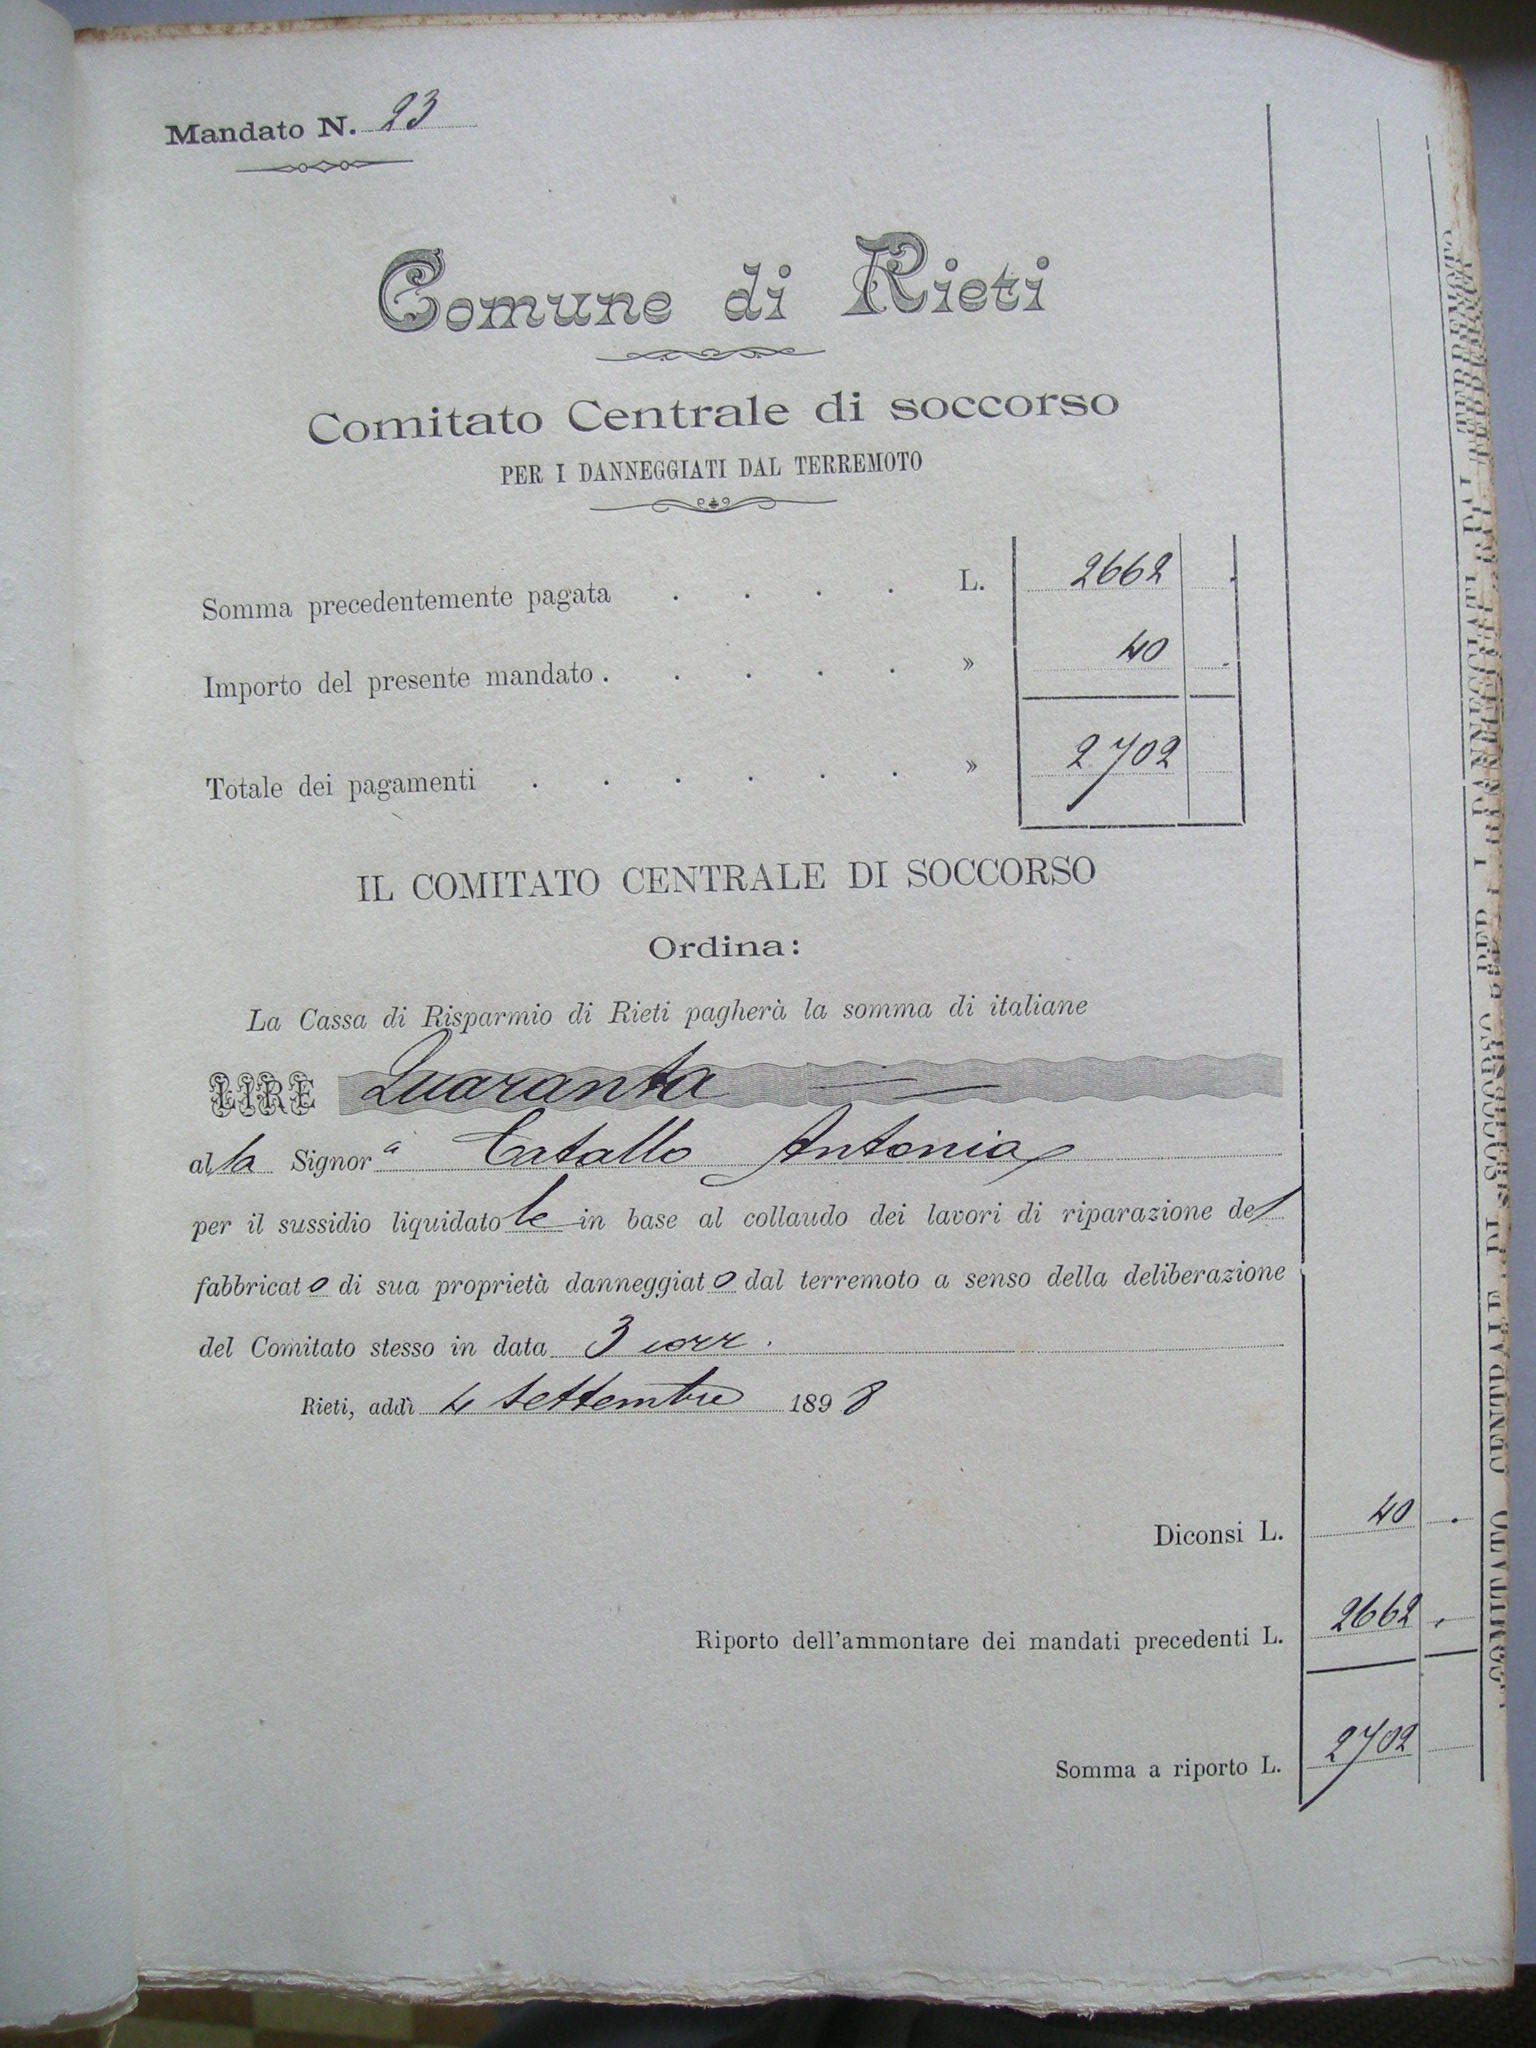 Mandato N. 23
Comune di Rieti
Comitato Centrale di soccorso
PER I DANNEGGIATI DAL TERREMOTO
Somma precedentemente pagata . . . . L. 2662 .
Importo del presente mandato . . . . . » 40 .
Totale dei pagamenti . . . . . . » 2702
IL COMITATO CENTRALE DI SOCCORSO
Ordina:
La Cassa di Risparmio di Rieti pagherà la somma di italiane
LIRE Quaranta
alla Signora Catallo Antonia
per il sussidio liquidatole in base al collaudo dei lavori di riparazione del
fabbricato di sua proprietà danneggiato dal terremoto a senso della deliberazione
del Comitato stesso in data 3 corr.
Rieti, addì 4 Settembre 1898
Diconsi L. 40 .
Riporto dell'ammontare dei mandati precedenti L. 2662 .
Somma a riporto L. 2702